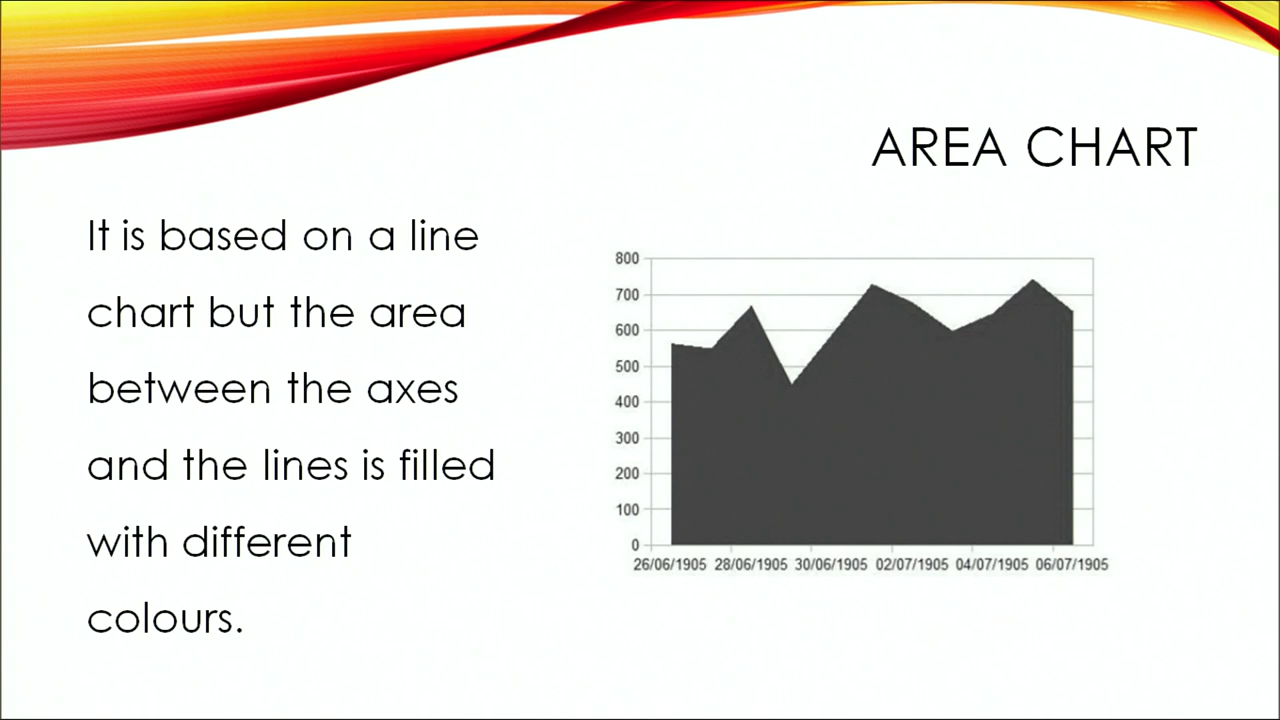 AREA CHART
It is based on a line
chart but the area
between the axes
and the lines is filled
with different
colours.
800
700
600
500
400
300
200
100
0
26/06/1905 28/06/1905 30/06/1905 02/07/1905 04/07/1905 06/07/1905